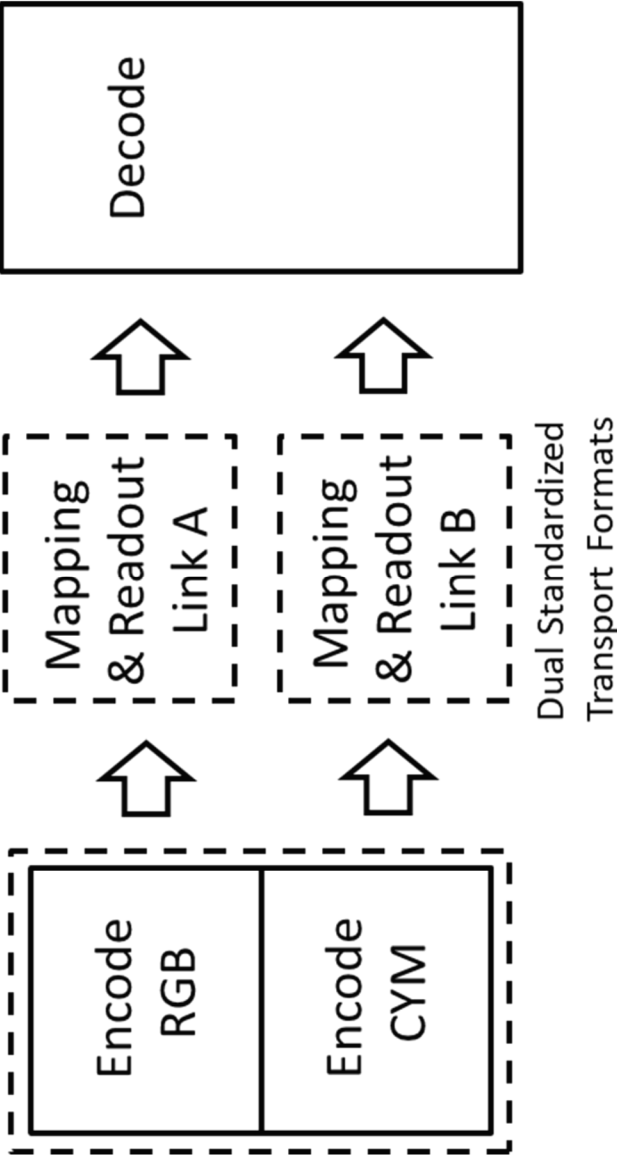 Encode
RGB
Encode
CYM
Mapping
& Readout
Link A
Mapping
& Readout
Link B
Dual Standardized
Transport Formats
Decode